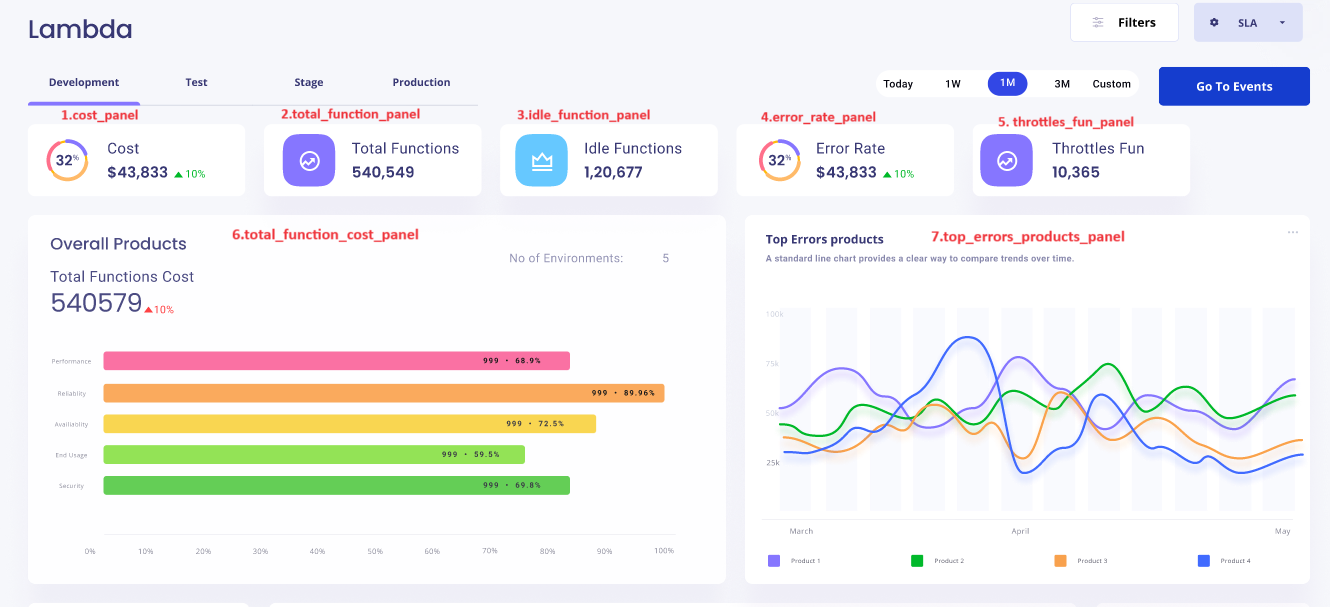 Lambda
Filters
SLA
Development Test Stage Production
Today 1W 1M 3M Custom
Go To Events
1.cost_panel
2.total_function_panel
3.idle_function_panel
4.error_rate_panel
5. throttles_fun_panel
32%
Cost
$43,833 10%
Total Functions
540,549
Idle Functions
1,20,677
32%
Error Rate
$43,833 10%
Throttles Fun
10,365
Overall Products
6.total_function_cost_panel
No of Environments: 5
Total Functions Cost
540579 10%
Performance 999 • 68.9%
Reliablity 999 • 89.96%
Availablity 999 • 72.5%
End Usage 999 • 59.5%
Security 999 • 69.8%
0% 10% 20% 30% 40% 50% 60% 70% 80% 90% 100%
Top Errors products
7.top_errors_products_panel
...
A standard line chart provides a clear way to compare trends over time.
100k
75k
50k
25k
March April May
Product 1 Product 2 Product 3 Product 4